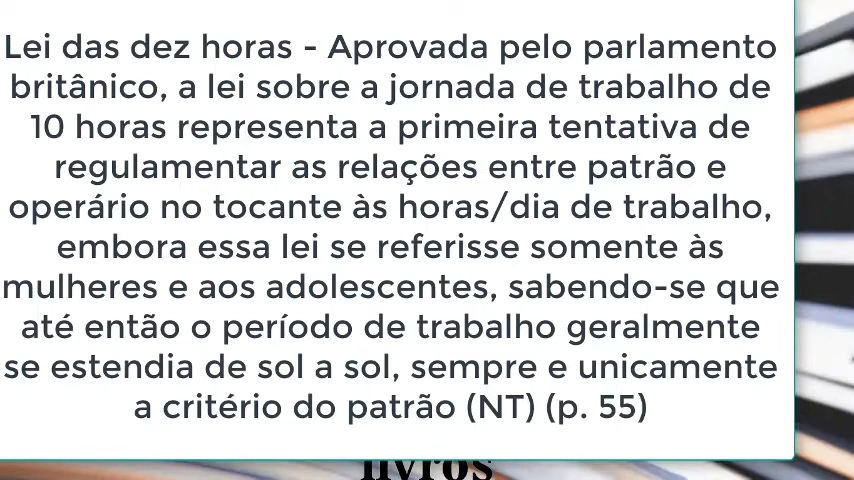 Lei das dez horas - Aprovada pelo parlamento
britânico, a lei sobre a jornada de trabalho de
10 horas representa a primeira tentativa de
regulamentar as relações entre patrão e
operário no tocante às horas/dia de trabalho,
embora essa lei se referisse somente às
mulheres e aos adolescentes, sabendo-se que
até então o período de trabalho geralmente
se estendia de sol a sol, sempre e unicamente
a critério do patrão (NT) (p. 55)
livros